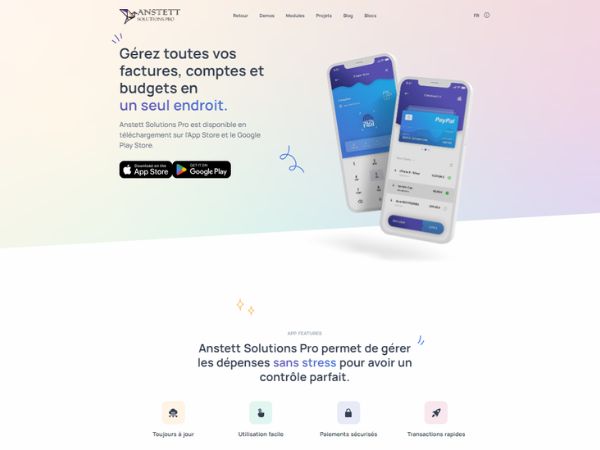 ANSTETT
SOLUTIONS PRO
Retour Demos Modules Projets Blog Blocs
FR
Gérez toutes vos
factures, comptes et
budgets en
un seul endroit.
Anstett Solutions Pro est disponible en
téléchargement sur l'App Store et le Google
Play Store.
Download on the
App Store
GET IT ON
Google Play
PayPal
APP FEATURES
Anstett Solutions Pro permet de gérer
les dépenses sans stress pour avoir un
contrôle parfait.
Toujours à jour Utilisation facile Paiements sécurisés Transactions rapides